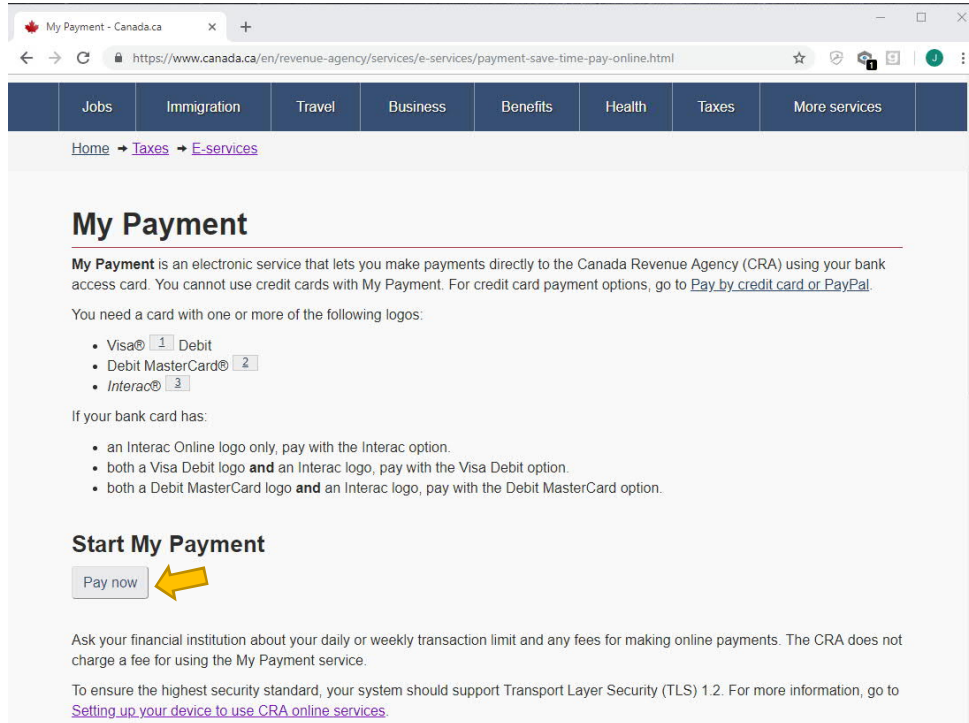 My Payment - Canada.ca
https://www.canada.ca/en/revenue-agency/services/e-services/payment-save-time-pay-online.html
1
J
Jobs Immigration Travel Business Benefits Health Taxes More services
Home → Taxes → E-services
My Payment
My Payment is an electronic service that lets you make payments directly to the Canada Revenue Agency (CRA) using your bank
access card. You cannot use credit cards with My Payment. For credit card payment options, go to Pay by credit card or PayPal.
You need a card with one or more of the following logos:
• Visa® 1 Debit
• Debit MasterCard® 2
• Interac® 3
If your bank card has:
• an Interac Online logo only, pay with the Interac option.
• both a Visa Debit logo and an Interac logo, pay with the Visa Debit option.
• both a Debit MasterCard logo and an Interac logo, pay with the Debit MasterCard option.
Start My Payment
Pay now
Ask your financial institution about your daily or weekly transaction limit and any fees for making online payments. The CRA does not
charge a fee for using the My Payment service.
To ensure the highest security standard, your system should support Transport Layer Security (TLS) 1.2. For more information, go to
Setting up your device to use CRA online services.